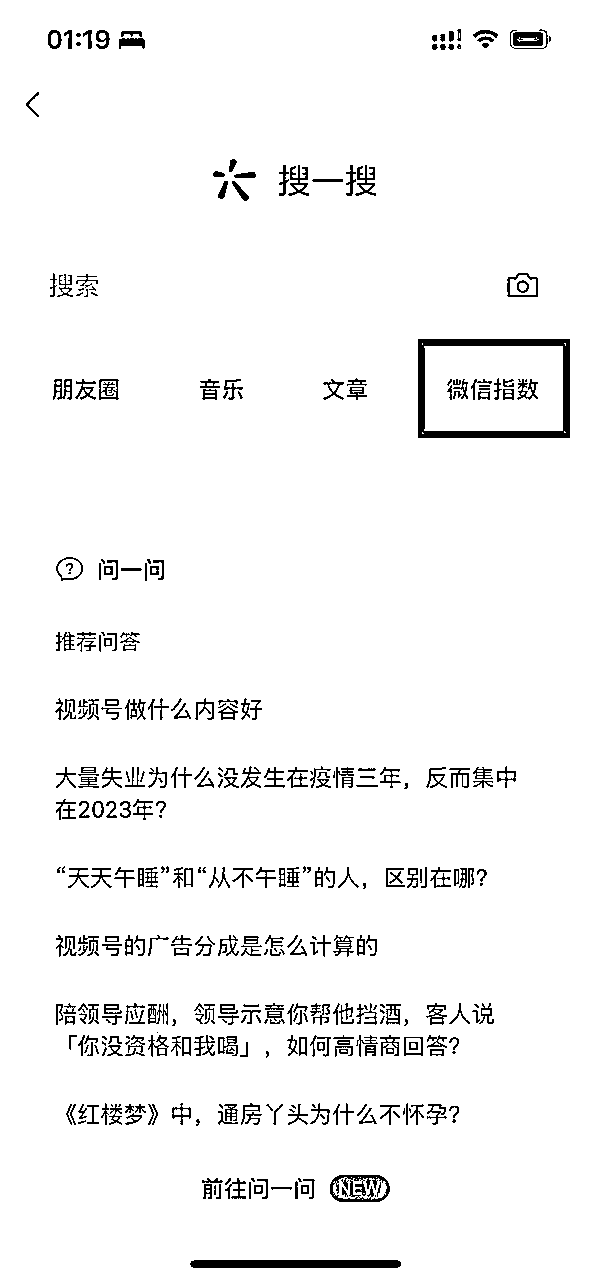 01:19
搜一搜
搜索
朋友圈 音乐 文章 微信指数
问一问
推荐问答
视频号做什么内容好
大量失业为什么没发生在疫情三年，反而集中
在2023年？
“天天午睡”和“从不午睡”的人，区别在哪？
视频号的广告分成是怎么计算的
陪领导应酬，领导示意你帮他挡酒，客人说
「你没资格和我喝」，如何高情商回答？
《红楼梦》中，通房丫头为什么不怀孕？
前往问一问 NEW